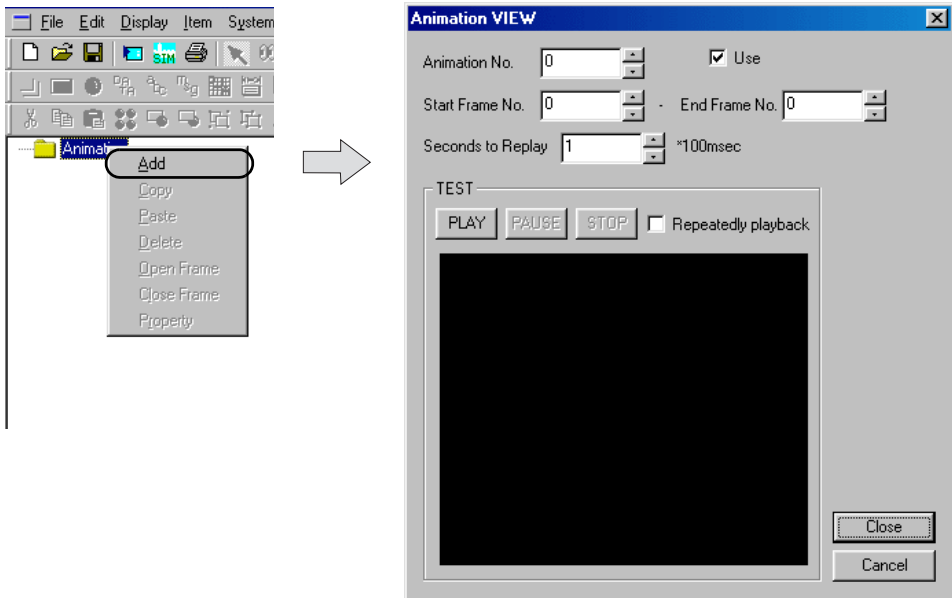 File Edit Display Item System
SIM
Animati
Add
Copy
Paste
Delete
Open Frame
Close Frame
Property
Animation VIEW
Animation No. 0 Use
Start Frame No. 0 - End Frame No. 0
Seconds to Replay 1 *100msec
TEST
PLAY PAUSE STOP Repeatedly playback
Close
Cancel